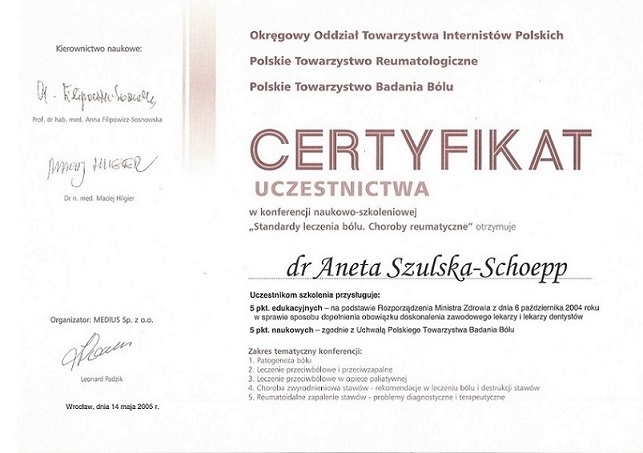 Kierownictwo naukowe:
A. Filipowicz-Sosnowska
Prof. dr hab. med. Anna Filipowicz-Sosnowska
Maciej HILGIER
Dr n. med. Maciej Hilgier
Organizator: MEDIUS Sp. z o.o.
Leonard Padzik
Wrocław, dnia 14 maja 2005 r.
Okręgowy Oddział Towarzystwa Internistów Polskich
Polskie Towarzystwo Reumatologiczne
Polskie Towarzystwo Badania Bólu
CERTYFIKAT
UCZESTNICTWA
w konferencji naukowo-szkoleniowej
„Standardy leczenia bólu. Choroby reumatyczne” otrzymuje
dr Aneta Szulska-Schoepp
Uczestnikom szkolenia przysługuje:
5 pkt. edukacyjnych – na podstawie Rozporządzenia Ministra Zdrowia z dnia 6 października 2004 roku
w sprawie sposobu dopełnienia obowiązku doskonalenia zawodowego lekarzy i lekarzy dentystów
5 pkt. naukowych – zgodnie z Uchwałą Polskiego Towarzystwa Badania Bólu
Zakres tematyczny konferencji:
1. Patogeneza bólu
2. Leczenie przeciwbólowe i przeciwzapalne
3. Leczenie przeciwbólowe w opiece paliatywnej
4. Choroba zwyrodnieniowa stawów - rekomendacje w leczeniu bólu i destrukcji stawów
5. Reumatoidalne zapalenie stawów - problemy diagnostyczne i terapeutyczne